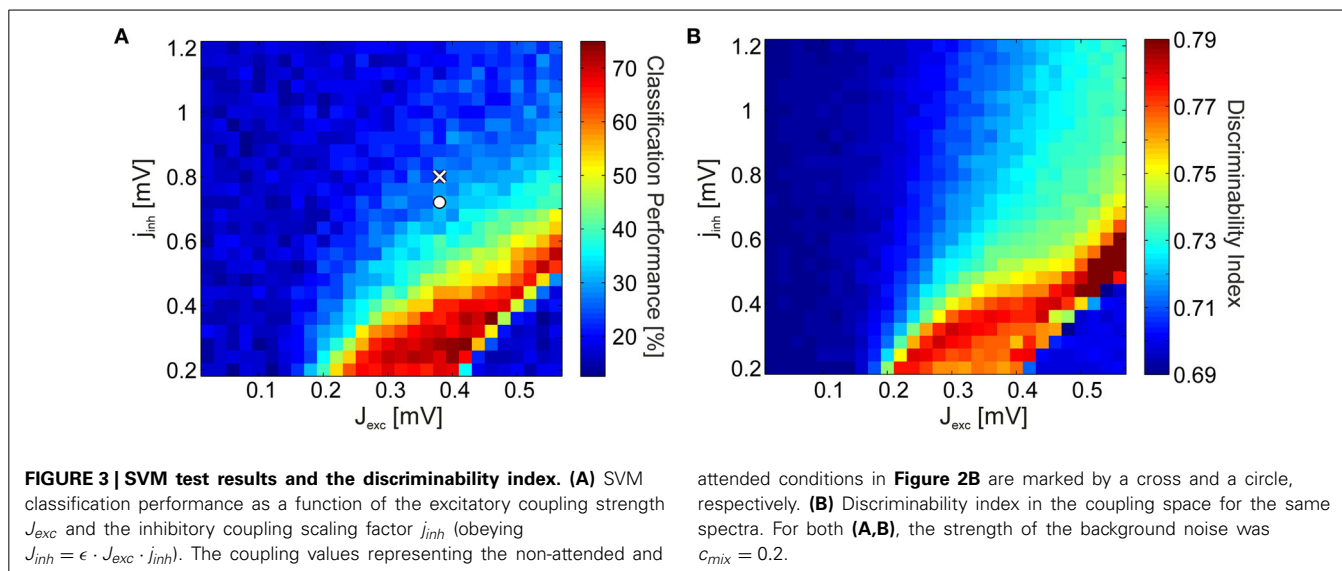 A
1.2
1
0.8
0.6
0.4
0.2
j_inh [mV]
0.1 0.2 0.3 0.4 0.5
J_exc [mV]
70
60
50
40
30
20
Classification Performance [%]
B
1.2
1
0.8
0.6
0.4
0.2
j_inh [mV]
0.1 0.2 0.3 0.4 0.5
J_exc [mV]
0.79
0.77
0.75
0.73
0.71
0.69
Discriminability Index
FIGURE 3 | SVM test results and the discriminability index. (A) SVM
classification performance as a function of the excitatory coupling strength
J_exc and the inhibitory coupling scaling factor j_inh (obeying
J_inh = ϵ · J_exc · j_inh). The coupling values representing the non-attended and
attended conditions in Figure 2B are marked by a cross and a circle,
respectively. (B) Discriminability index in the coupling space for the same
spectra. For both (A,B), the strength of the background noise was
c_mix = 0.2.